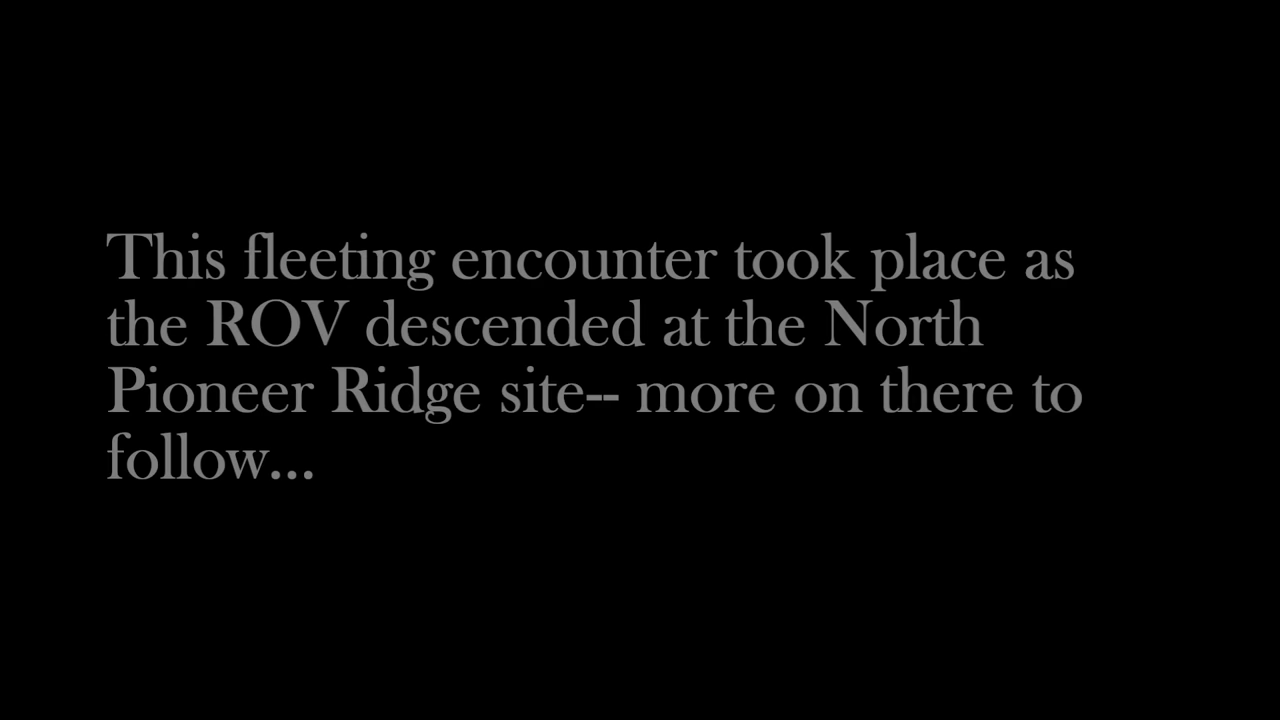 This fleeting encounter took place as
the ROV descended at the North
Pioneer Ridge site-- more on there to
follow...